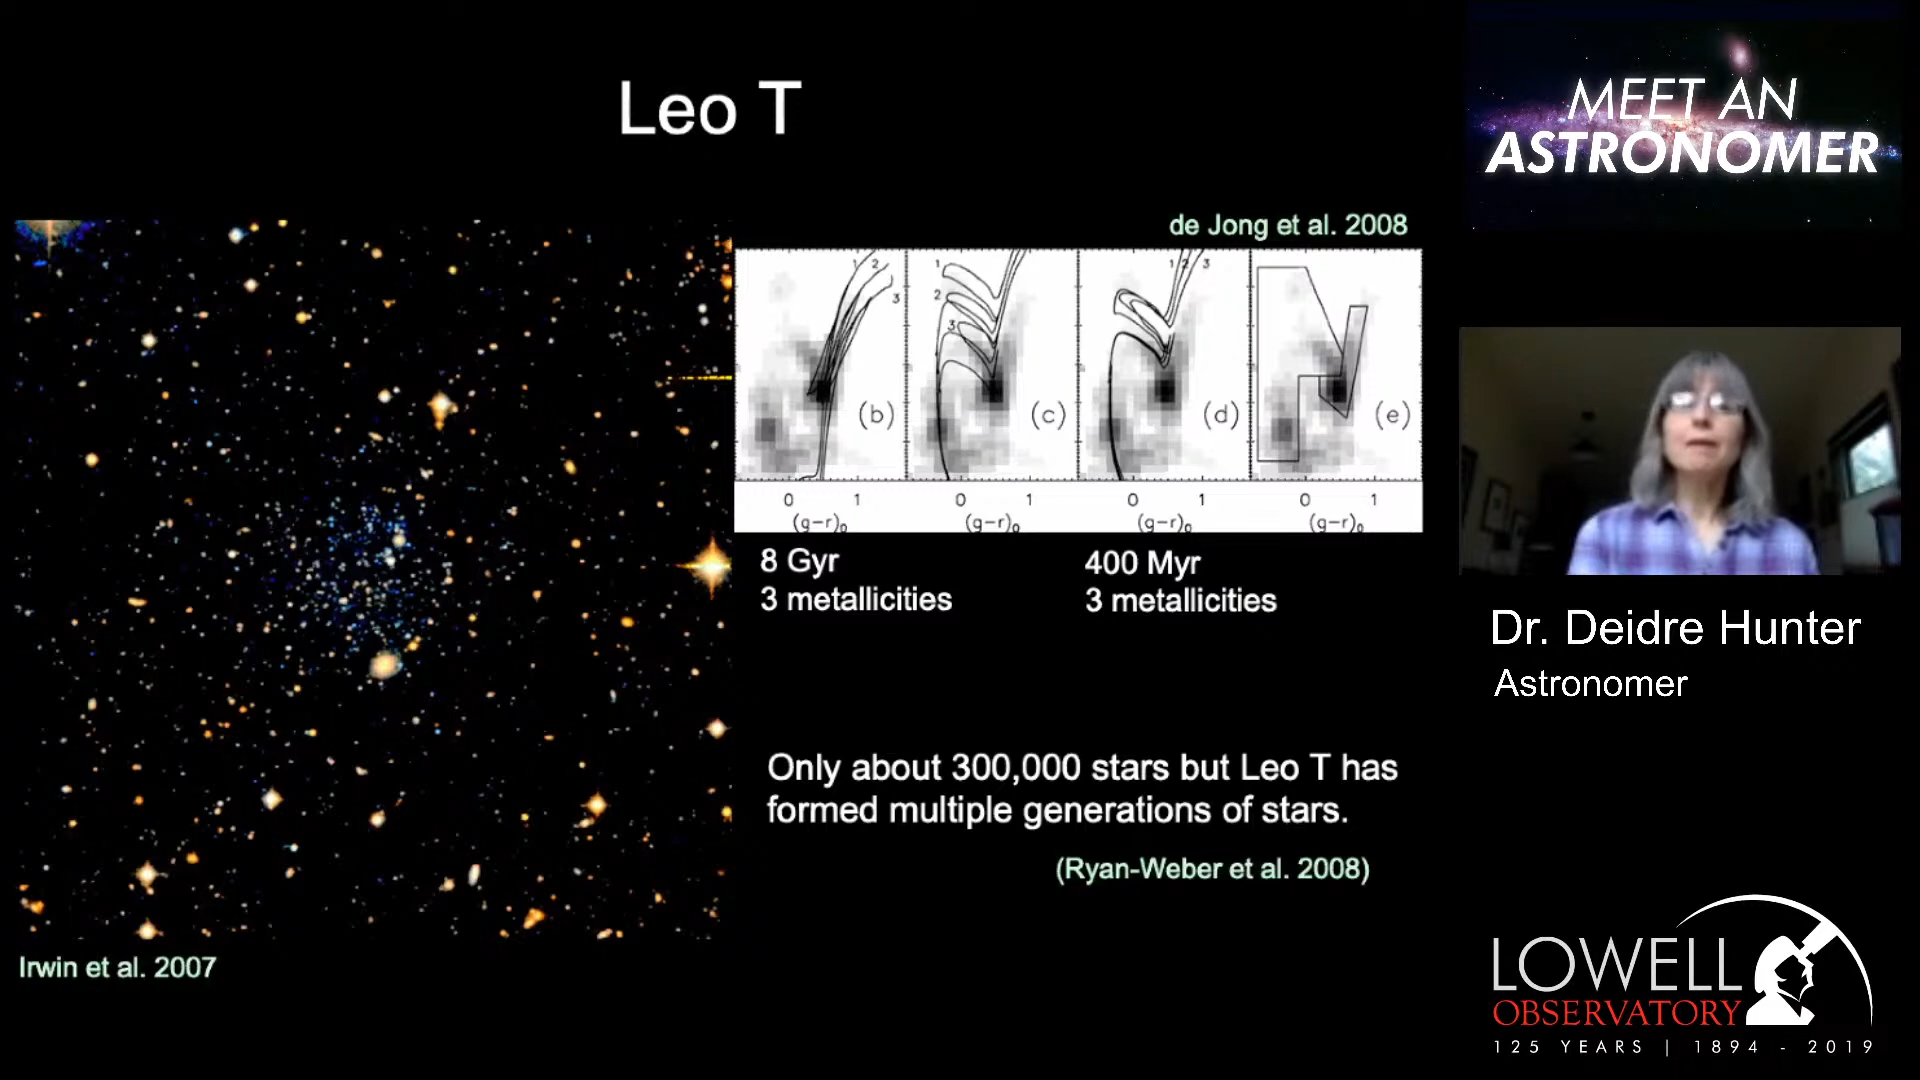 Leo T
de Jong et al. 2008
1 2
3
(b)
1
2
3
(c)
1 2 3
(d)
(e)
0 1
(g-r)₀
0 1
(g-r)₀
0 1
(g-r)₀
0 1
(g-r)₀
8 Gyr
3 metallicities
400 Myr
3 metallicities
Only about 300,000 stars but Leo T has
formed multiple generations of stars.
(Ryan-Weber et al. 2008)
Irwin et al. 2007
MEET AN
ASTRONOMER
Dr. Deidre Hunter
Astronomer
LOWELL
OBSERVATORY
125 YEARS | 1894 - 2019